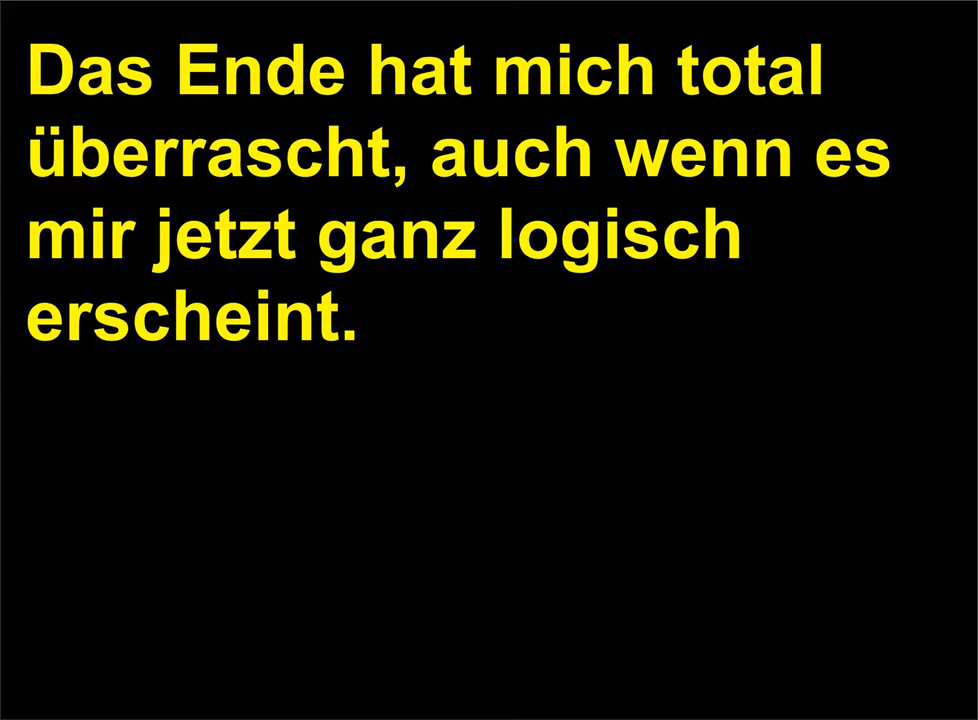 Das Ende hat mich total
überrascht, auch wenn es
mir jetzt ganz logisch
erscheint.